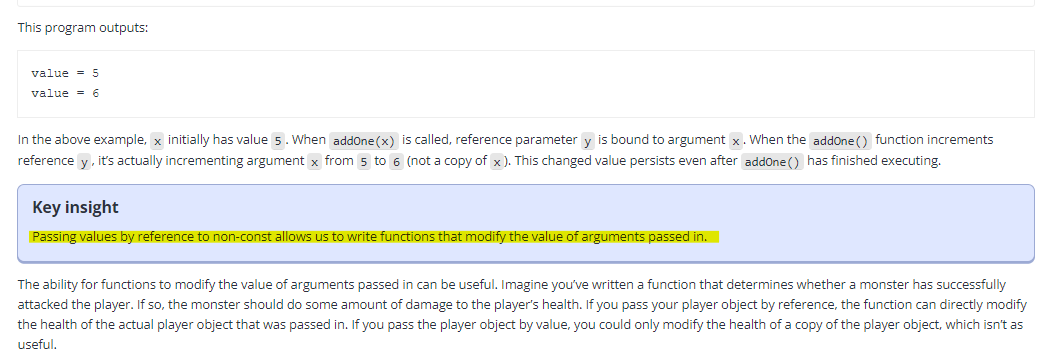 This program outputs:
value = 5
value = 6
In the above example, x initially has value 5. When addOne(x) is called, reference parameter y is bound to argument x. When the addOne() function increments
reference y, it's actually incrementing argument x from 5 to 6 (not a copy of x). This changed value persists even after addOne() has finished executing.
Key insight
Passing values by reference to non-const allows us to write functions that modify the value of arguments passed in.
The ability for functions to modify the value of arguments passed in can be useful. Imagine you've written a function that determines whether a monster has successfully
attacked the player. If so, the monster should do some amount of damage to the player's health. If you pass your player object by reference, the function can directly modify
the health of the actual player object that was passed in. If you pass the player object by value, you could only modify the health of a copy of the player object, which isn't as
useful.